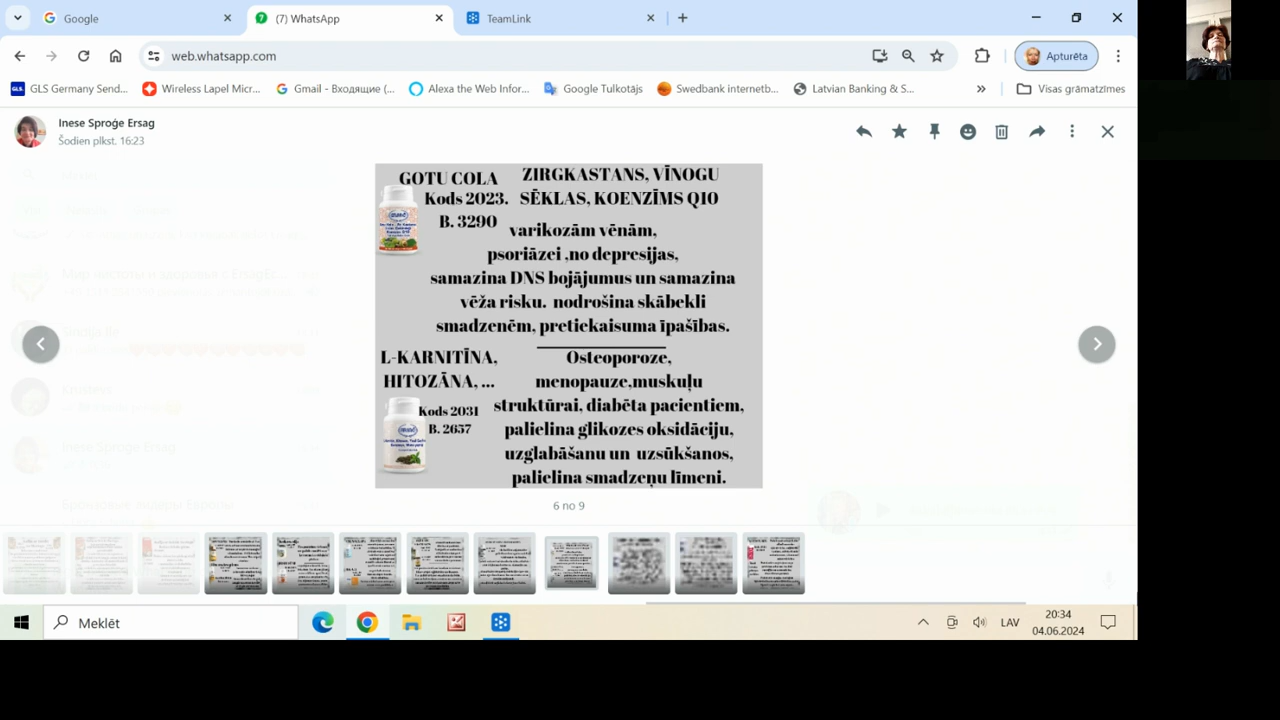 Google
(7) WhatsApp
TeamLink
web.whatsapp.com
Apturēta
GLS Germany Send...
Wireless Lapel Micr...
Gmail - Входящие (...
Alexa the Web Infor...
Google Tulkotājs
Swedbank internetb...
Latvian Banking & S...
Visas grāmatzīmes
Inese Sproģe Ersag
Šodien plkst. 16:23
GOTU COLA
Kods 2023.
B. 3290
ZIRGKASTANS, VĪNOGU
SĒKLAS, KOENZĪMS Q10
varikozām vēnām,
psoriāzei ,no depresijas,
samazina DNS bojājumus un samazina
vēža risku. nodrošina skābekli
smadzenēm, pretiekaisuma īpašības.
L-KARNITĪNA,
HITOZĀNA, ...
Kods 2031
B. 2657
Osteoporoze,
menopauze,muskuļu
struktūrai, diabēta pacientiem,
palielina glikozes oksidāciju,
uzglabāšanu un uzsūkšanos,
palielina smadzeņu līmeni.
6 no 9
Meklēt
LAV
20:34
04.06.2024